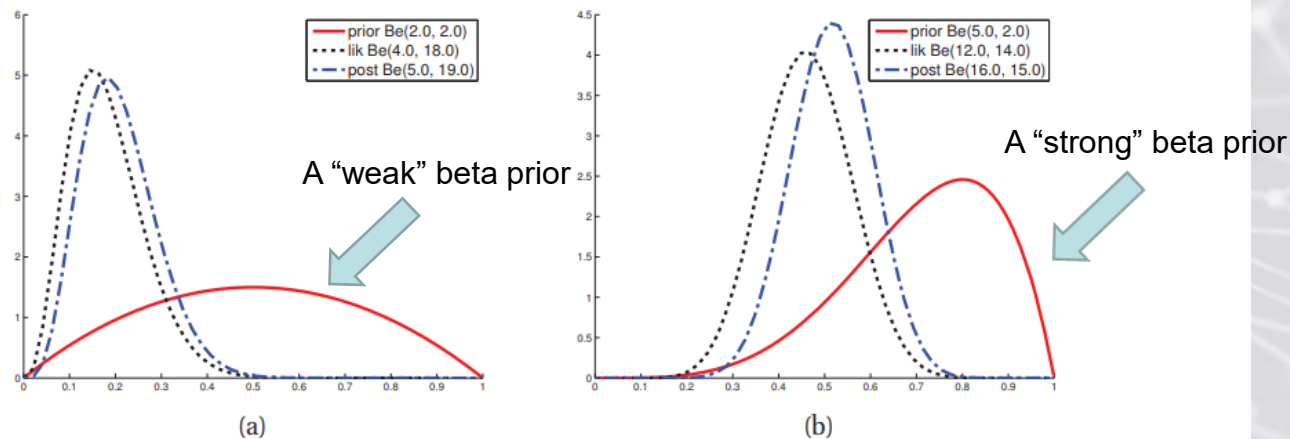 prior Be(2.0, 2.0)
lik Be(4.0, 18.0)
post Be(5.0, 19.0)
A “weak” beta prior
6
5
4
3
2
1
0
0 0.1 0.2 0.3 0.4 0.5 0.6 0.7 0.8 0.9 1
(a)
prior Be(5.0, 2.0)
lik Be(12.0, 14.0)
post Be(16.0, 15.0)
A “strong” beta prior
4.5
4
3.5
3
2.5
2
1.5
1
0.5
0
0 0.1 0.2 0.3 0.4 0.5 0.6 0.7 0.8 0.9 1
(b)